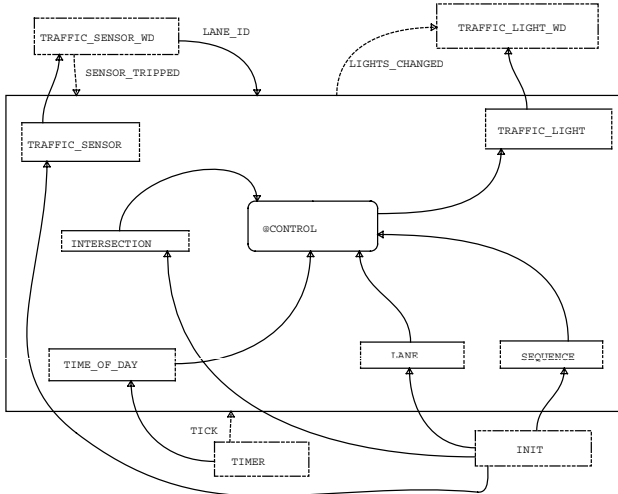 TRAFFIC_SENSOR_WD
LANE_ID
TRAFFIC_LIGHT_WD
SENSOR_TRIPPED
LIGHTS_CHANGED
TRAFFIC_SENSOR
TRAFFIC_LIGHT
@CONTROL
INTERSECTION
TIME_OF_DAY
LANE
SEQUENCE
TICK
TIMER
INIT